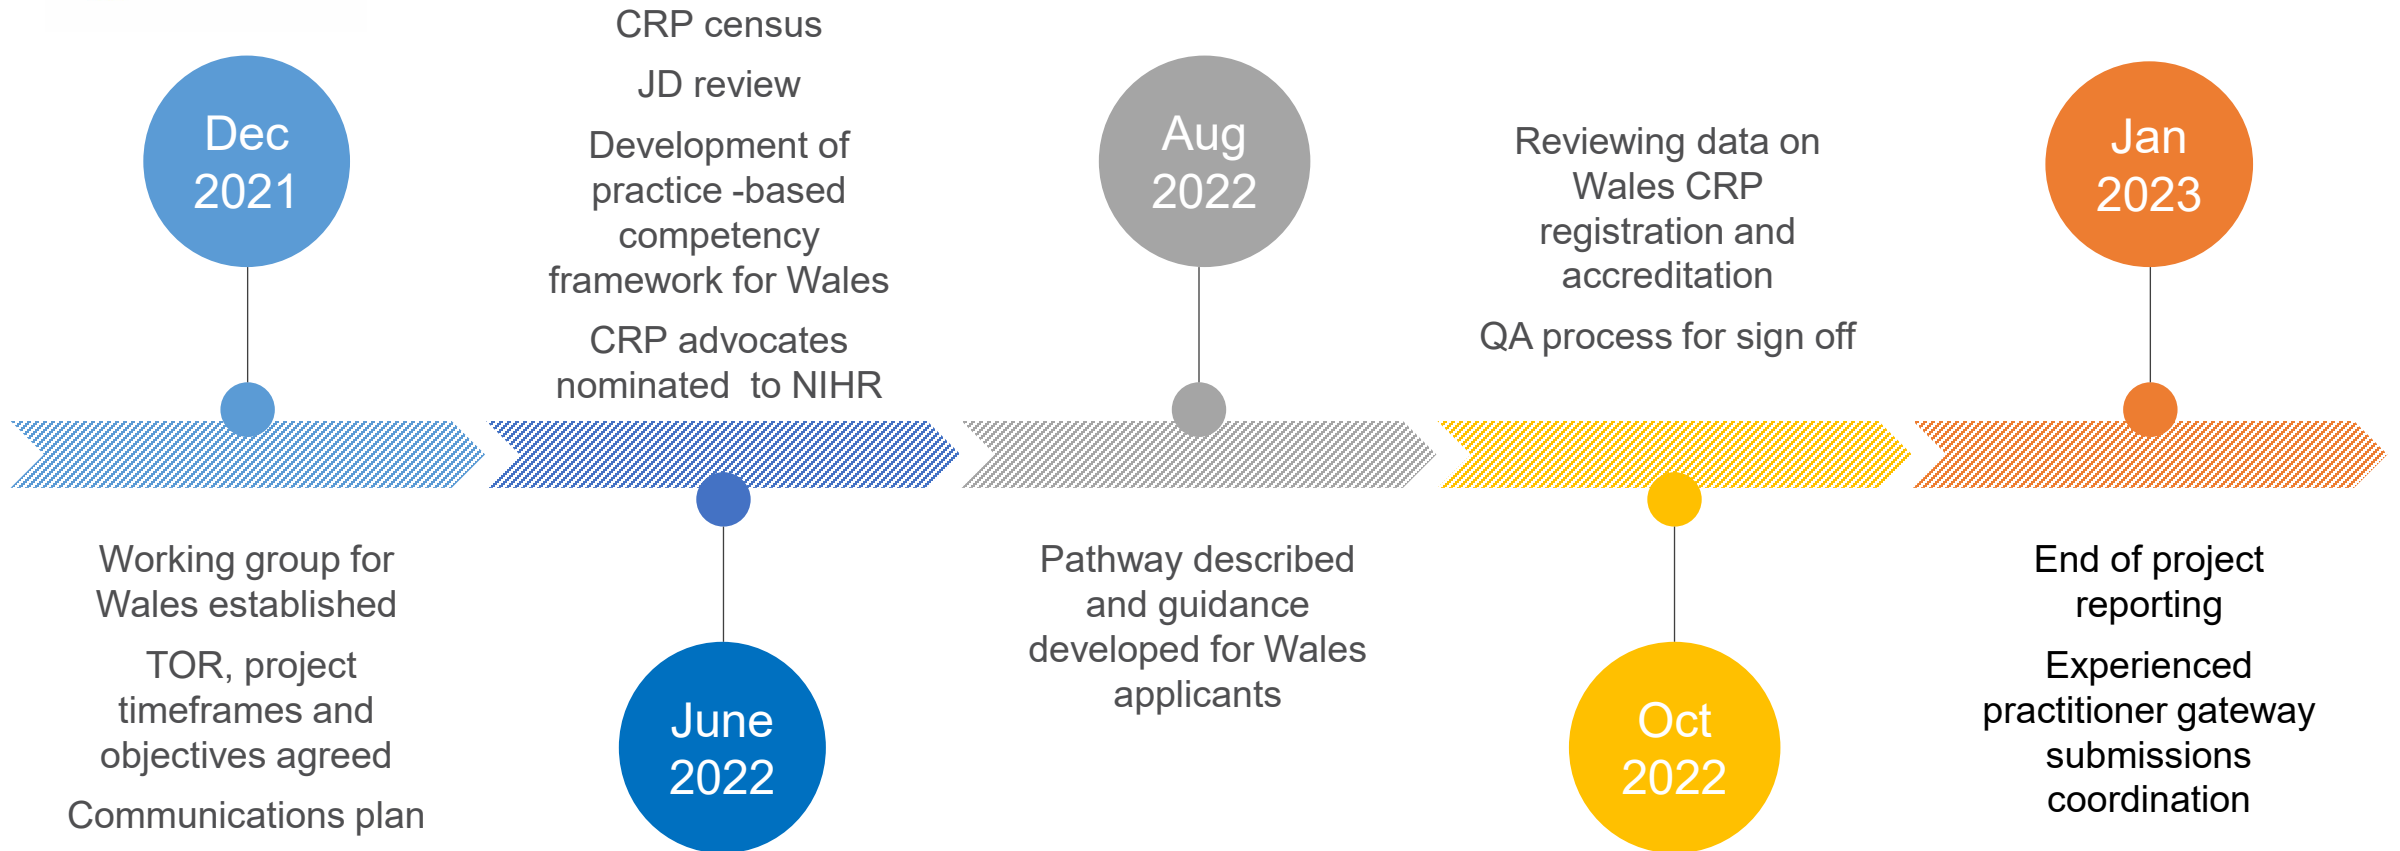 Dec
2021
Working group for
Wales established
TOR, project
timeframes and
objectives agreed
Communications plan
CRP census
JD review
Development of
practice -based
competency
framework for Wales
CRP advocates
nominated  to NIHR
June
2022
Aug
2022
Pathway described
and guidance
developed for Wales
applicants
Reviewing data on
Wales CRP
registration and
accreditation
QA process for sign off
Oct
2022
Jan
2023
End of project
reporting
Experienced
practitioner gateway
submissions
coordination